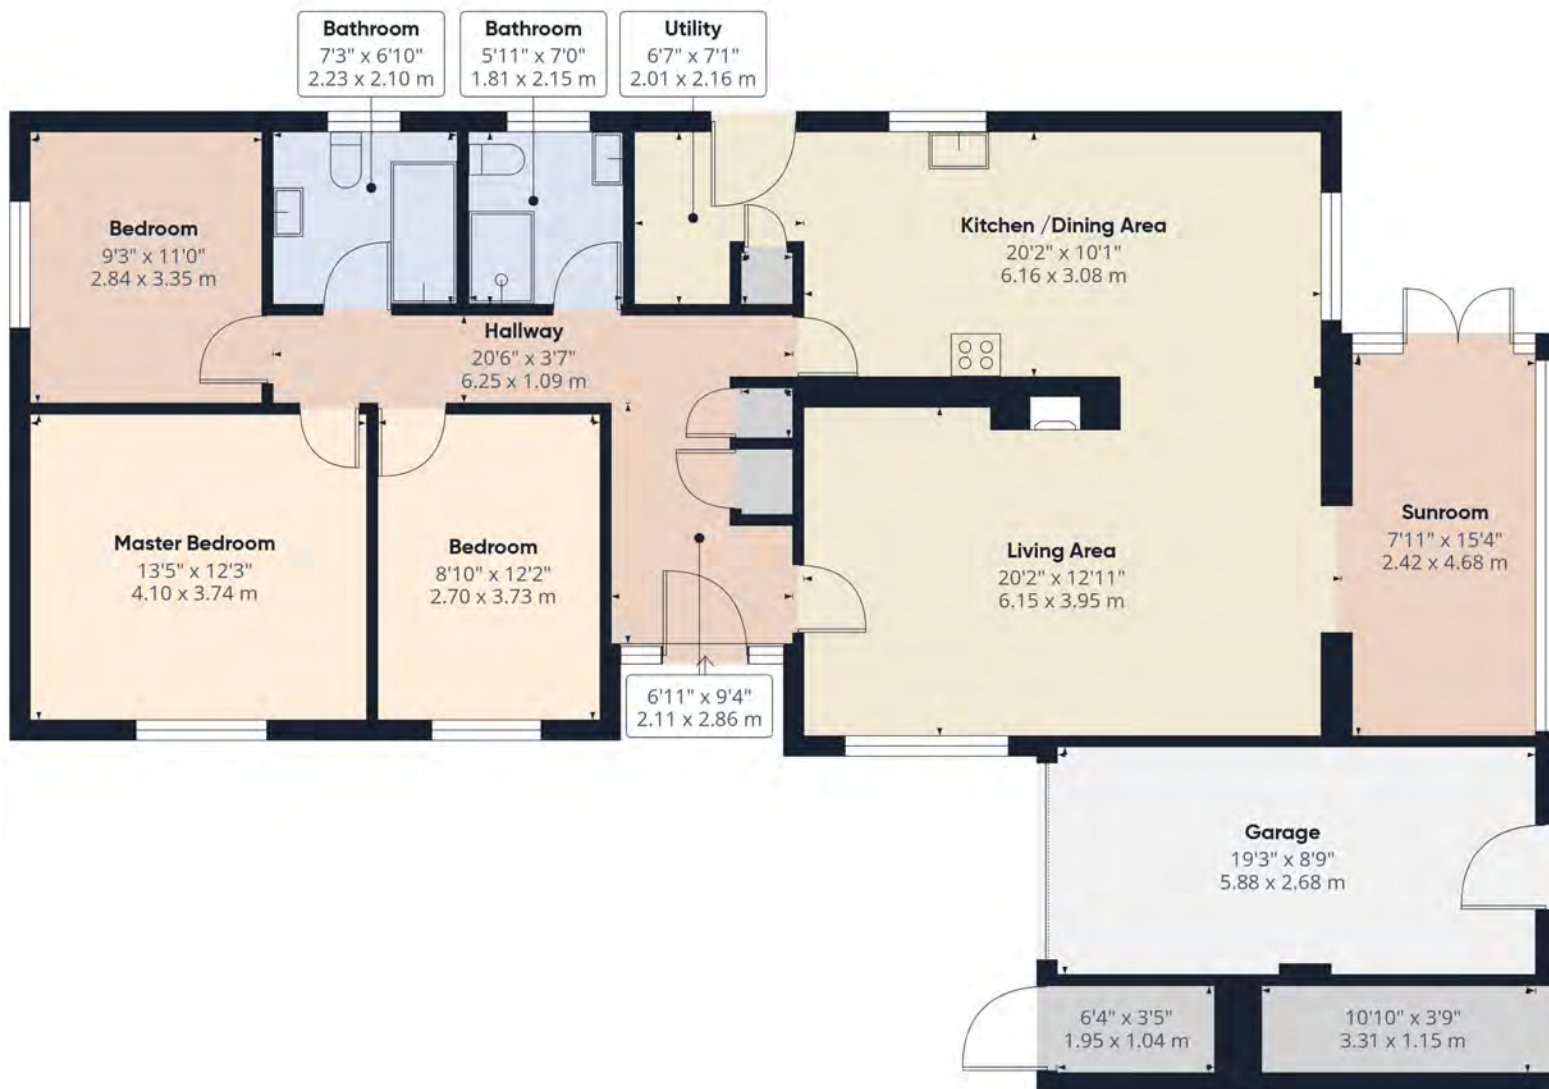 Bathroom
7'3" x 6'10"
2.23 x 2.10 m
Bathroom
5'11" x 7'0"
1.81 x 2.15 m
Utility
6'7" x 7'1"
2.01 x 2.16 m
Bedroom
9'3" x 11'0"
2.84 x 3.35 m
Kitchen /Dining Area
20'2" x 10'1"
6.16 x 3.08 m
Hallway
20'6" x 3'7"
6.25 x 1.09 m
Master Bedroom
13'5" x 12'3"
4.10 x 3.74 m
Bedroom
8'10" x 12'2"
2.70 x 3.73 m
Living Area
20'2" x 12'11"
6.15 x 3.95 m
Sunroom
7'11" x 15'4"
2.42 x 4.68 m
6'11" x 9'4"
2.11 x 2.86 m
Garage
19'3" x 8'9"
5.88 x 2.68 m
6'4" x 3'5"
1.95 x 1.04 m
10'10" x 3'9"
3.31 x 1.15 m